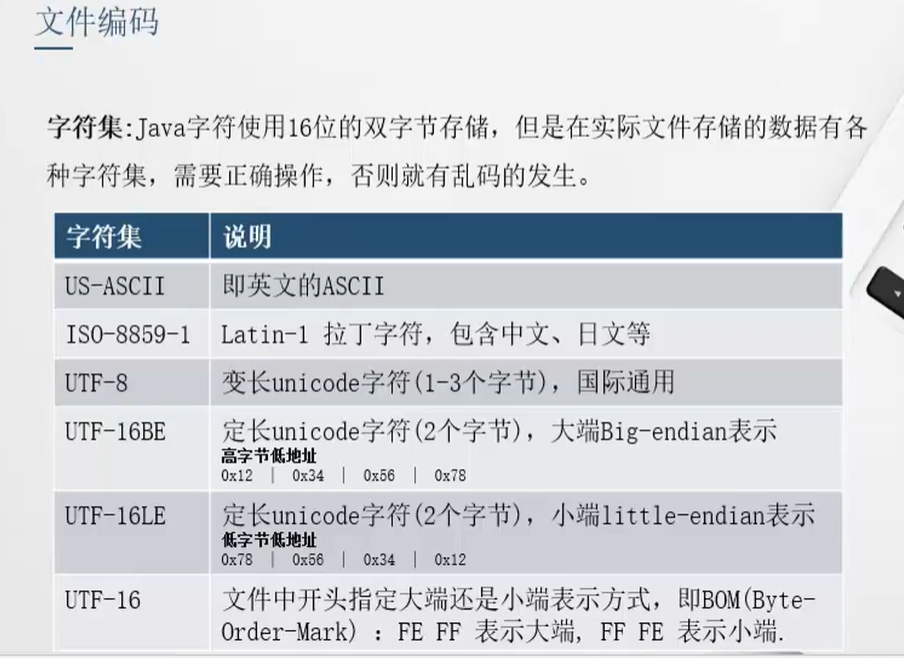 文件编码
字符集:Java字符使用16位的双字节存储，但是在实际文件存储的数据有各
种字符集，需要正确操作，否则就有乱码的发生。
字符集 说明
US-ASCII 即英文的ASCII
ISO-8859-1 Latin-1 拉丁字符，包含中文、日文等
UTF-8 变长unicode字符(1-3个字节)，国际通用
UTF-16BE 定长unicode字符(2个字节)，大端Big-endian表示
高字节低地址
0x12 | 0x34 | 0x56 | 0x78
UTF-16LE 定长unicode字符(2个字节)，小端little-endian表示
低字节低地址
0x78 | 0x56 | 0x34 | 0x12
UTF-16 文件中开头指定大端还是小端表示方式，即BOM(Byte-
Order-Mark) : FE FF 表示大端, FF FE 表示小端.